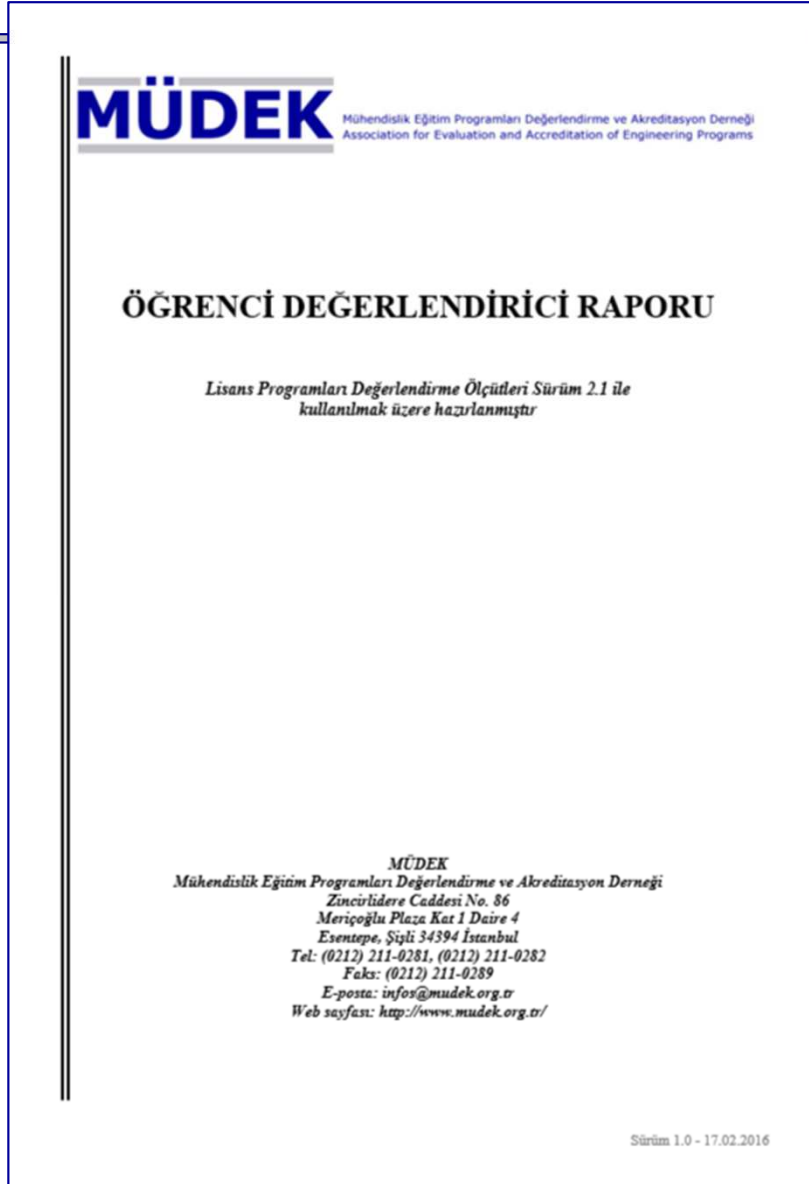 MÜDEK
Mühendislik Eğitim Programları Değerlendirme ve Akreditasyon Derneği
Association for Evaluation and Accreditation of Engineering Programs
ÖĞRENCİ DEĞERLENDİRİCİ RAPORU
Lisans Programları Değerlendirme Ölçütleri Sürüm 2.1 ile
kullanılmak üzere hazırlanmıştır
MÜDEK
Mühendislik Eğitim Programları Değerlendirme ve Akreditasyon Derneği
Zincirlidere Caddesi No. 86
Meriçoğlu Plaza Kat 1 Daire 4
Esentepe, Şişli 34394 İstanbul
Tel: (0212) 211-0281, (0212) 211-0282
Faks: (0212) 211-0289
E-posta: infos@mudek.org.tr
Web sayfası: http://www.mudek.org.tr/
Sürüm 1.0 - 17.02.2016